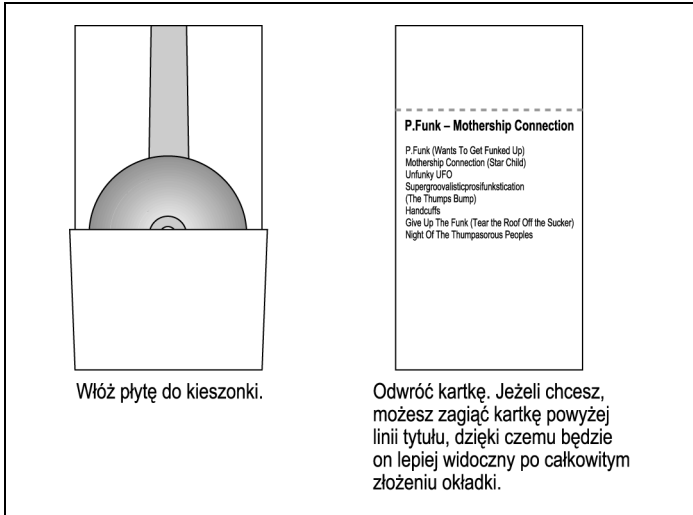 P.Funk – Mothership Connection
P.Funk (Wants To Get Funked Up)
Mothership Connection (Star Child)
Unfunky UFO
Supergroovalisticprosifunkstication
(The Thumps Bump)
Handcuffs
Give Up The Funk (Tear the Roof Off the Sucker)
Night Of The Thumpasorous Peoples
Włóż płytę do kieszonki.
Odwróć kartkę. Jeżeli chcesz,
możesz zagiąć kartkę powyżej
linii tytułu, dzięki czemu będzie
on lepiej widoczny po całkowitym
złożeniu okładki.